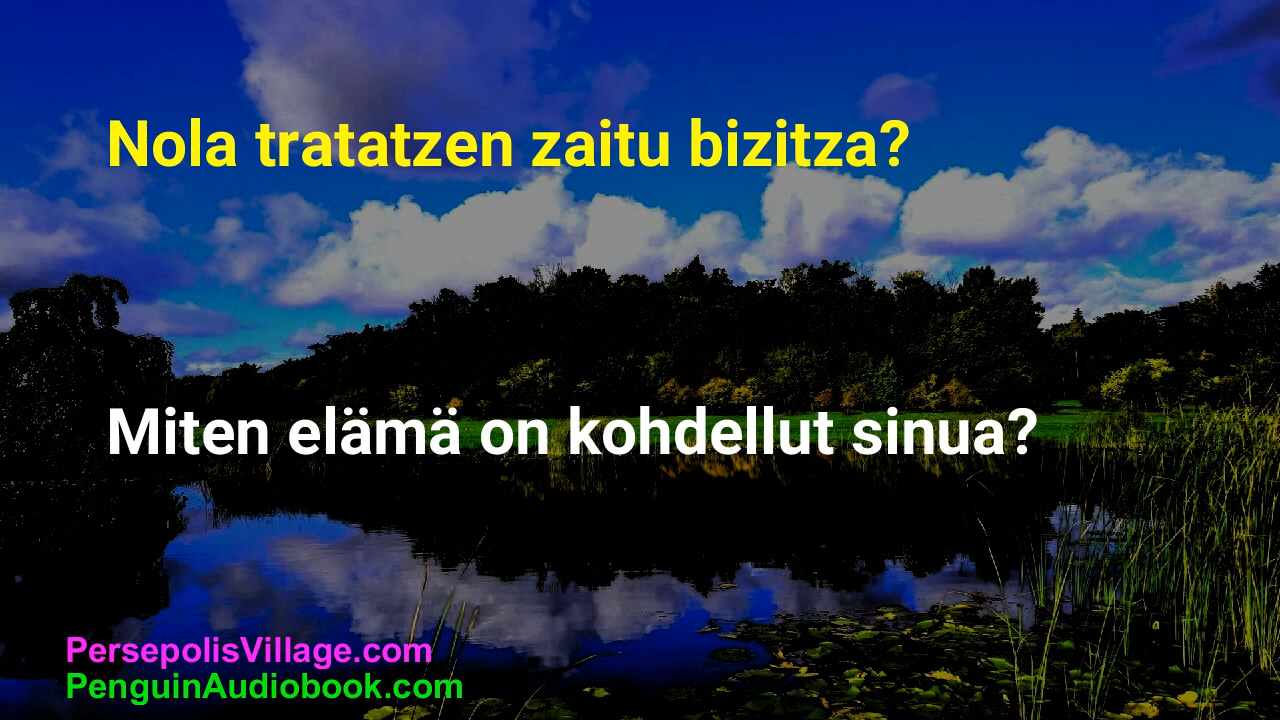 Nola tratatzen zaitu bizitza?
Miten elämä on kohdellut sinua?
PersepolisVillage.com
PenguinAudiobook.com